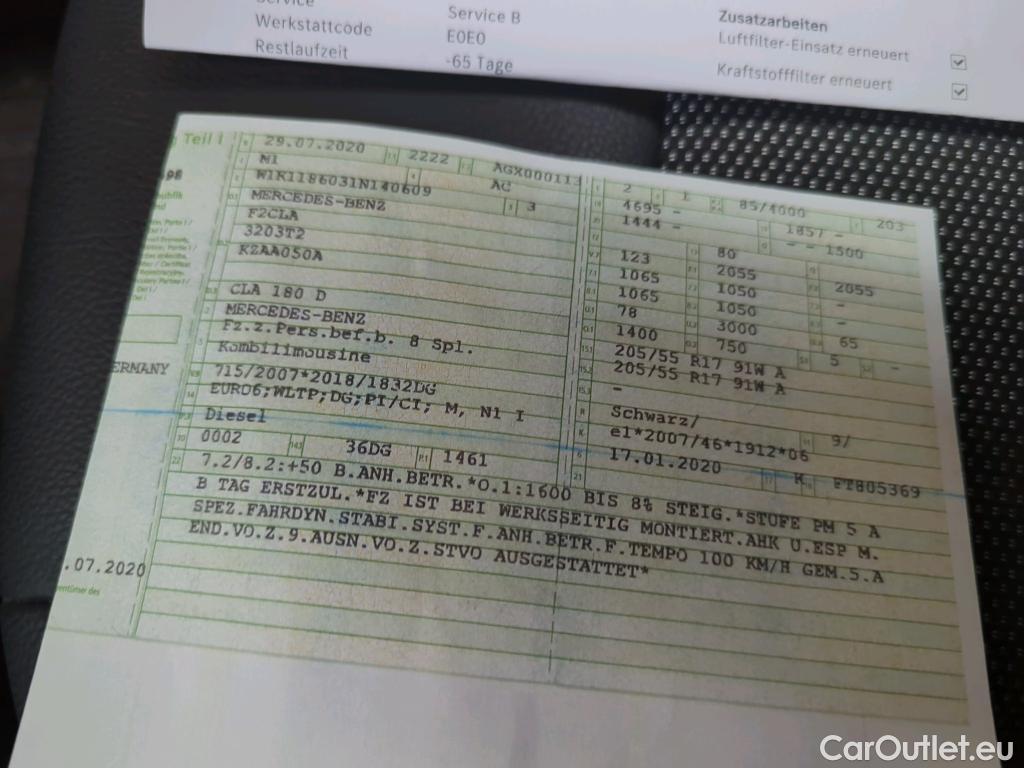 Service
Service B
Zusatzarbeiten
Werkstattcode
E0E0
Luftfilter-Einsatz erneuert
Restlaufzeit
-65 Tage
Kraftstofffilter erneuert
Teil I
29.07.2020 2222 AGX000113
M1 AC
W1K1186031N140609 3
MERCEDES-BENZ
F2CLA
3203T2
KZAA050A
CLA 180 D
MERCEDES-BENZ
Fz.z.Pers.bef.b. 8 Spl.
Kombilimousine
715/2007*2018/1832DG
EURO6;WLTP;DG;PI/CI; M, N1 I
Diesel
0002 36DG P.1 1461
2 1 85/4000 203
4695 - 1857 -
1444 - - - 1500
123 80
1065 2055
1065 1050 2055
78 1050 -
1400 3000 -
750 65
205/55 R17 91W A 5 -
205/55 R17 91W A
-
Schwarz/
e1*2007/46*1912*06 9/
17.01.2020 K FT805369
7.2/8.2:+50 B.ANH.BETR.*O.1:1600 BIS 8% STEIG.*STUFE PM 5 A
B TAG ERSTZUL.*FZ IST BEI WERKSSEITIG MONTIERT.AHK U.ESP M.
SPEZ.FAHRDYN.STABI.SYST.F.ANH.BETR.F.TEMPO 100 KM/H GEM.5.A
END.VO.Z.9.AUSN.VO.Z.STVO AUSGESTATTET*
GERMANY
.07.2020
CarOutlet.eu